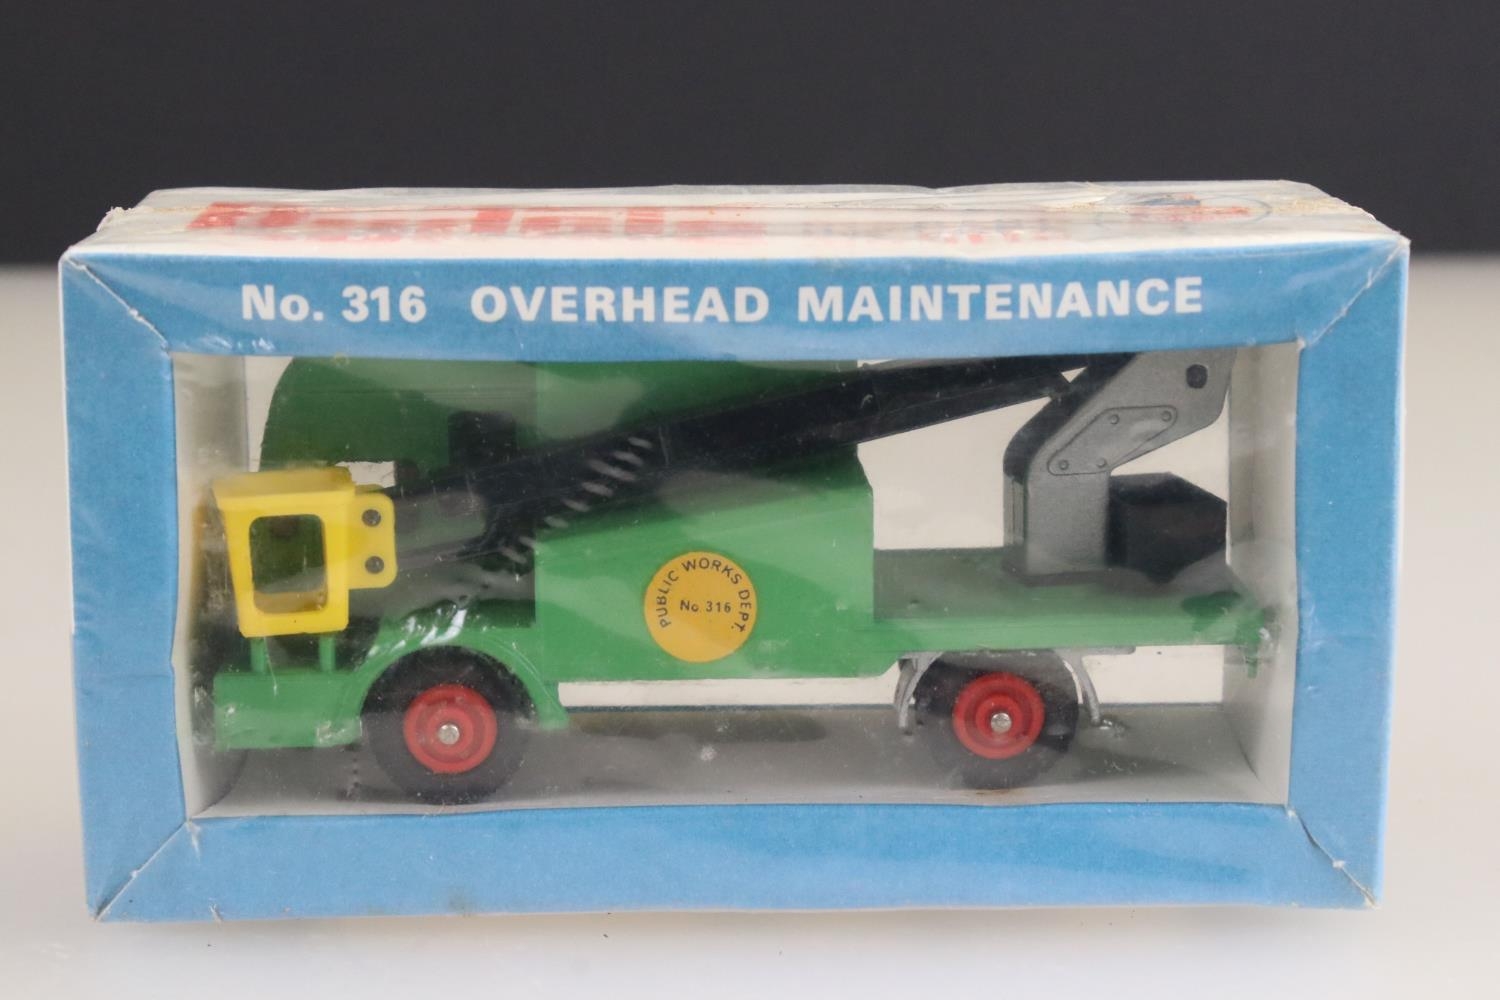 No. 316 OVERHEAD MAINTENANCE
PUBLIC WORKS DEPT.
No. 316